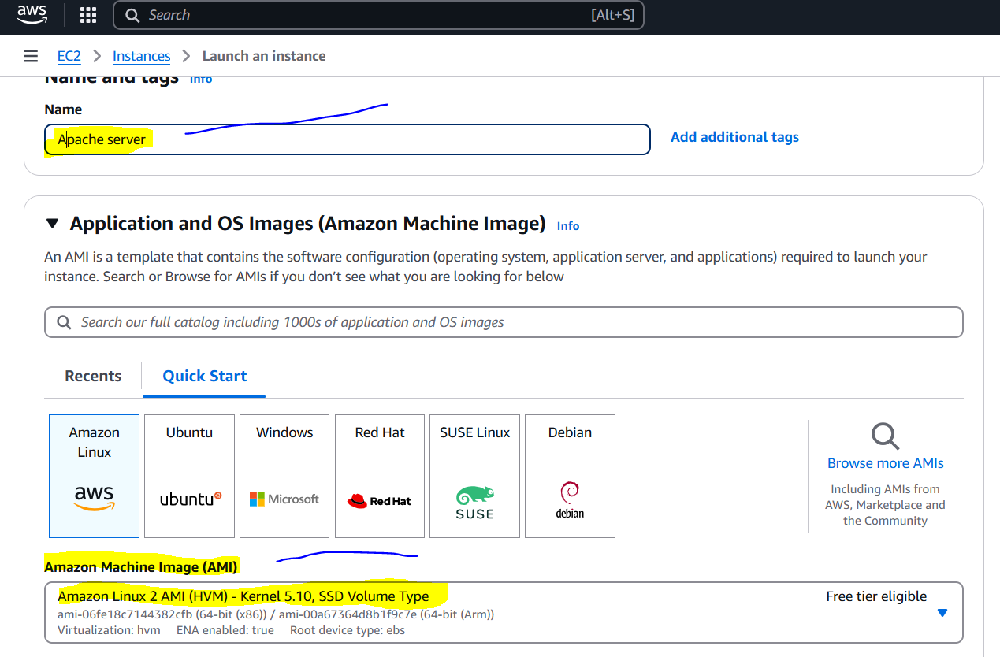 aws
Search [Alt+S]
EC2 Instances Launch an instance
Name and tags Info
Name
Apache server
Add additional tags
Application and OS Images (Amazon Machine Image) Info
An AMI is a template that contains the software configuration (operating system, application server, and applications) required to launch your
instance. Search or Browse for AMIs if you don’t see what you are looking for below
Search our full catalog including 1000s of application and OS images
Recents Quick Start
Amazon
Linux
aws
Ubuntu
ubuntu
Windows
Microsoft
Red Hat
Red Hat
SUSE Linux
SUSE
Debian
debian
Browse more AMIs
Including AMIs from
AWS, Marketplace and
the Community
Amazon Machine Image (AMI)
Amazon Linux 2 AMI (HVM) - Kernel 5.10, SSD Volume Type
Free tier eligible
ami-06fe18c7144382cfb (64-bit (x86)) / ami-00a67364d8b1f9c7e (64-bit (Arm))
Virtualization: hvm ENA enabled: true Root device type: ebs